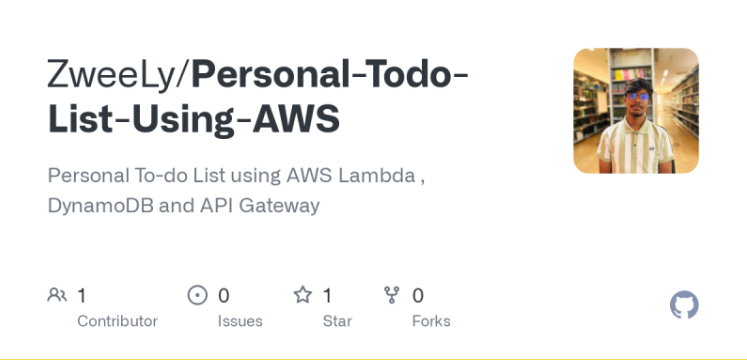 ZweeLy/Personal-Todo-
List-Using-AWS
Personal To-do List using AWS Lambda ,
DynamoDB and API Gateway
1
Contributor
0
Issues
1
Star
0
Forks